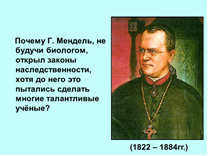 Почему Г. Мендель, не
будучи биологом,
открыл законы
наследственности,
хотя до него это
пытались сделать
многие талантливые
учёные?
(1822 – 1884гг.)